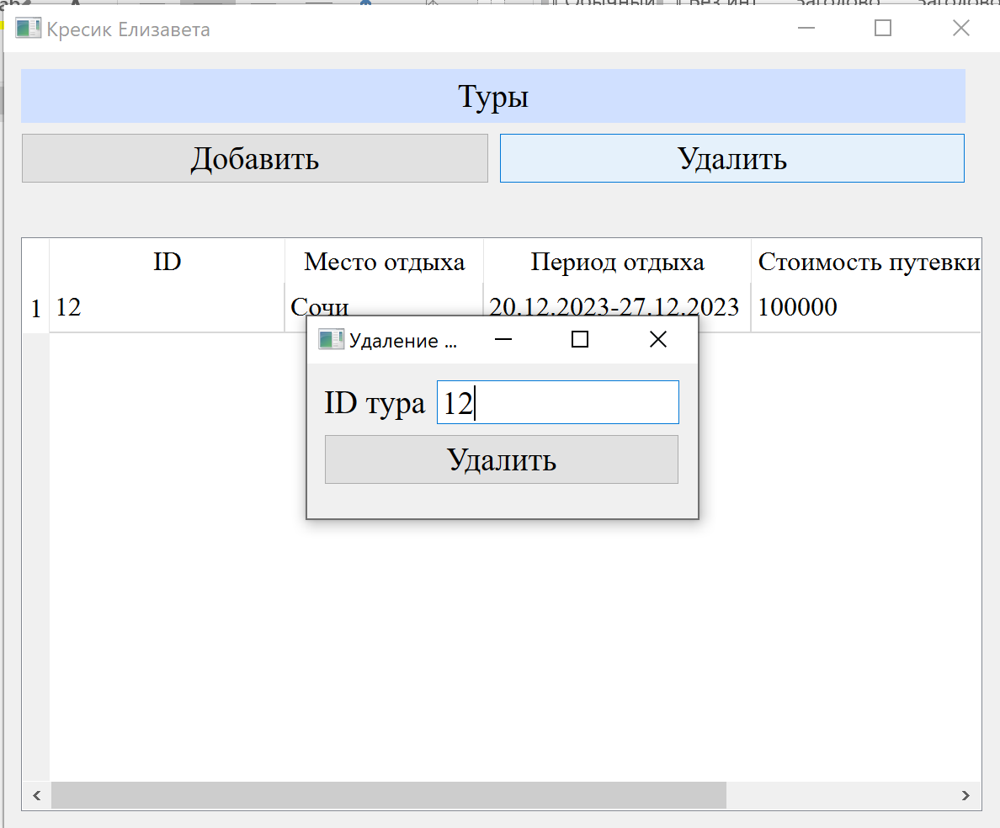 Кресик Елизавета
Туры
Добавить Удалить
ID Место отдыха Период отдыха Стоимость путевки
1 12 Сочи 20.12.2023-27.12.2023 100000
Удаление ...
ID тура 12
Удалить